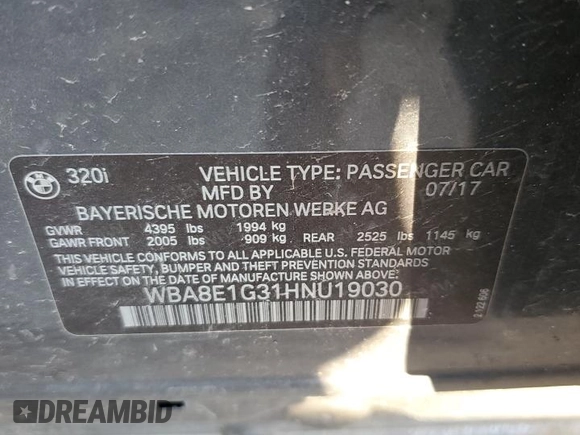 320i VEHICLE TYPE: PASSENGER CAR
MFD BY 07/17
BAYERISCHE MOTOREN WERKE AG
GVWR 4395 lbs 1994 kg
GAWR FRONT 2005 lbs 909 kg REAR 2525 lbs 1145 kg
THIS VEHICLE CONFORMS TO ALL APPLICABLE U.S. FEDERAL MOTOR
VEHICLE SAFETY, BUMPER, AND THEFT PREVENTION STANDARDS
IN EFFECT ON THE DATE OF MANUFACTURE SHOWN ABOVE.
WBA8E1G31HNU19030
DREAMBID